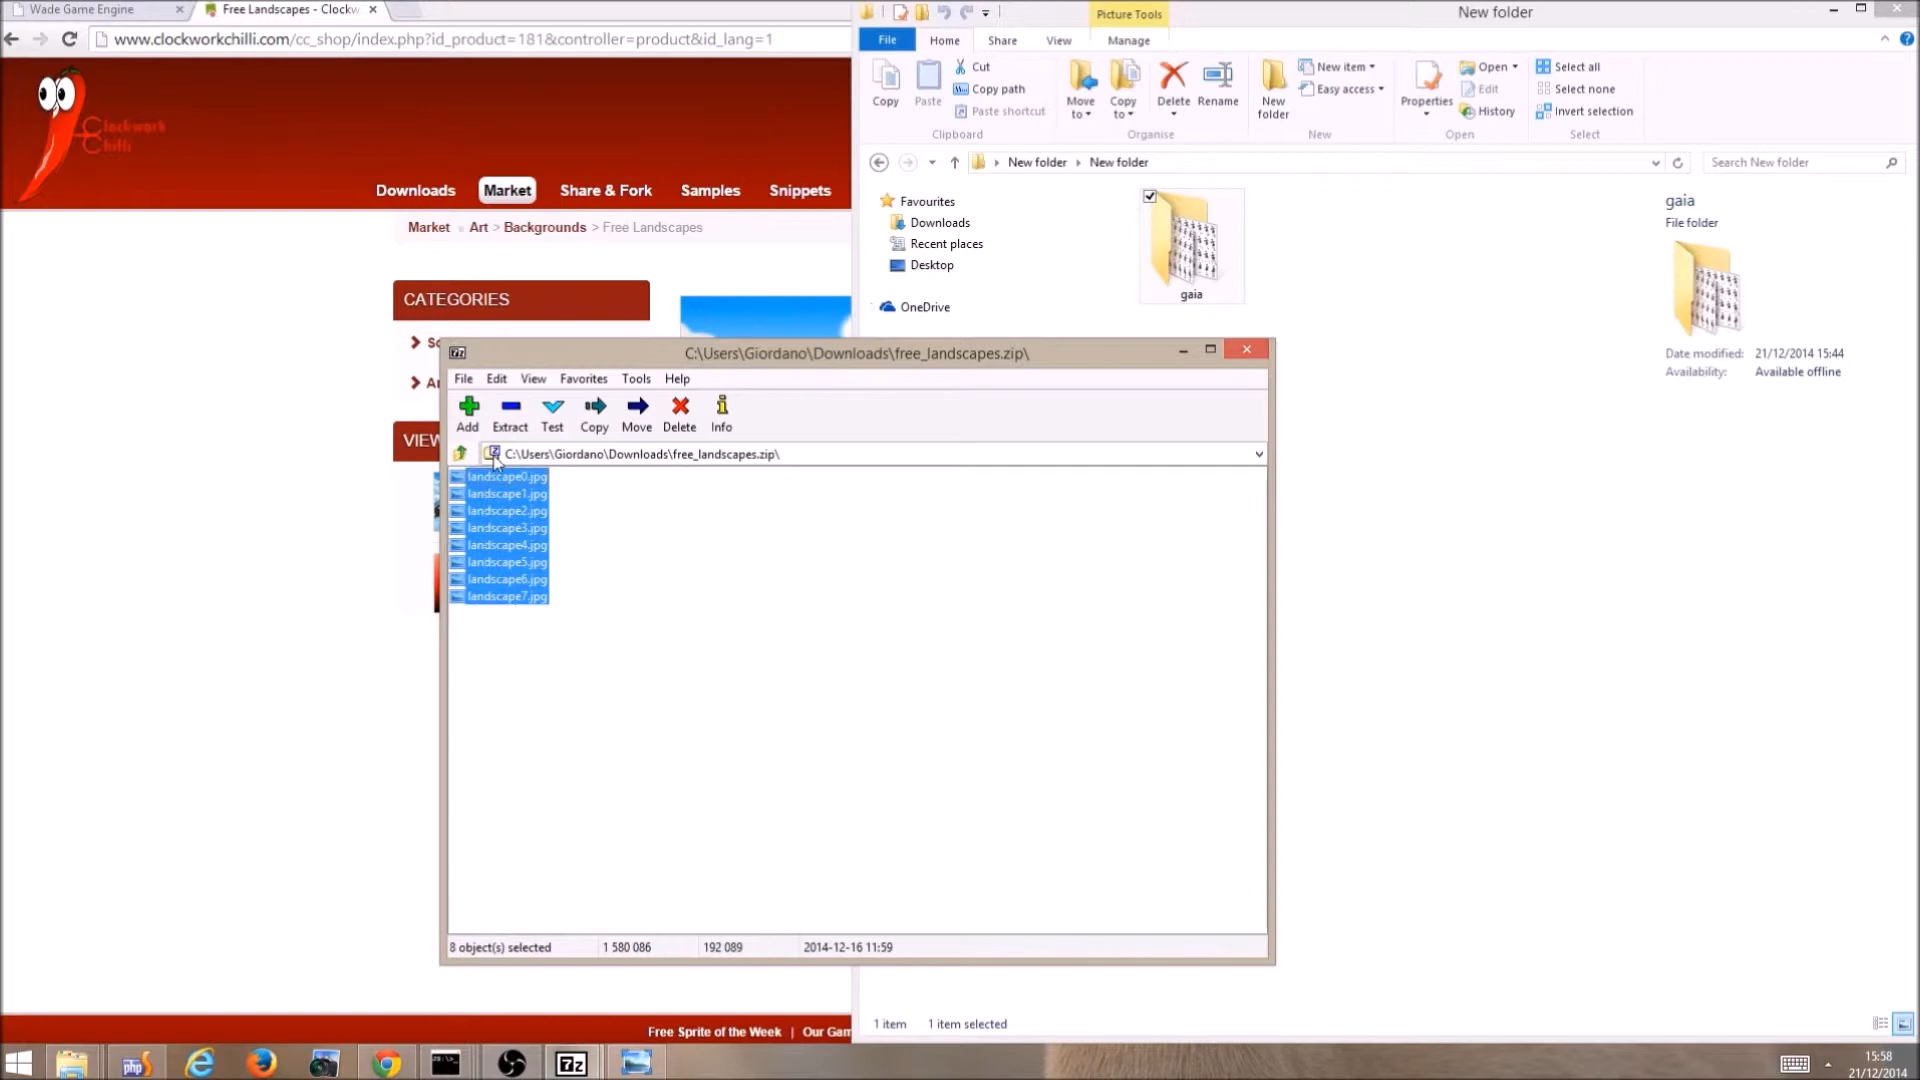 Wade Game Engine
Free Landscapes - Clockw
www.clockworkchilli.com/cc_shop/index.php?id_product=181&controller=product&id_lang=1
Clockwork
Chilli
Downloads Market Share & Fork Samples Snippets
Market Art > Backgrounds > Free Landscapes
CATEGORIES
Picture Tools
New folder
File Home Share View Manage
Copy
Paste
Cut
Copy path
Paste shortcut
Clipboard
Move to
Copy to
Delete
Rename
Organise
New folder
New item
Easy access
New
Properties
Open
Edit
History
Open
Select all
Select none
Invert selection
Select
New folder New folder
Search New folder
Favourites
Downloads
Recent places
Desktop
OneDrive
gaia
gaia
File folder
Date modified: 21/12/2014 15:44
Availability: Available offline
7z
C:\Users\Giordano\Downloads\free_landscapes.zip\
File Edit View Favorites Tools Help
Add Extract Test Copy Move Delete Info
C:\Users\Giordano\Downloads\free_landscapes.zip\
landscape0.jpg
landscape1.jpg
landscape2.jpg
landscape3.jpg
landscape4.jpg
landscape5.jpg
landscape6.jpg
landscape7.jpg
8 object(s) selected 1 580 086 192 089 2014-12-16 11:59
1 item 1 item selected
Free Sprite of the Week | Our Gam
php
7z
15:58
21/12/2014